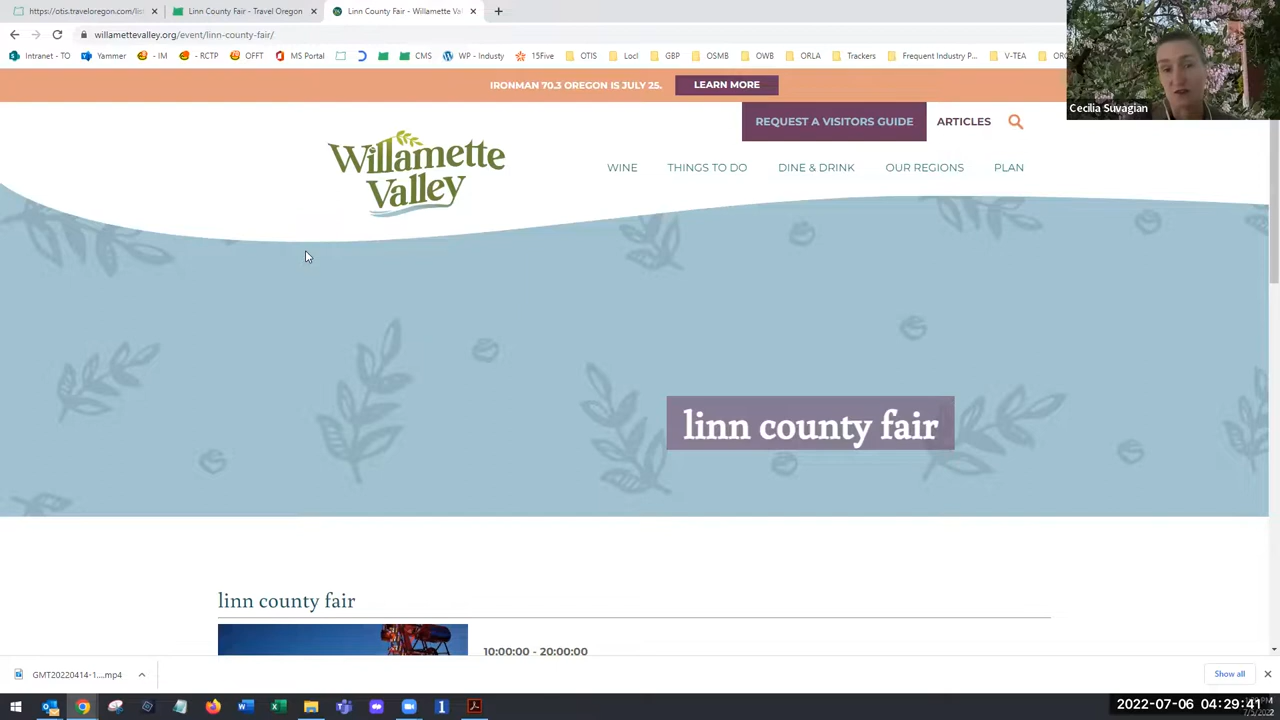 https://otis.traveloregon.com/list
Linn County Fair - Travel Oregon
Linn County Fair - Willamette Val
willamettevalley.org/event/linn-county-fair/
Intranet - TO
Yammer
- IM
- RCTP
OFFT
MS Portal
CMS
WP - Industy
15Five
OTIS
Locl
GBP
OSMB
OWB
ORLA
Trackers
Frequent Industry P...
V-TEA
Cecilia Suvagian
IRONMAN 70.3 OREGON IS JULY 25.
LEARN MORE
REQUEST A VISITORS GUIDE
ARTICLES
Willamette
Valley
WINE
THINGS TO DO
DINE & DRINK
OUR REGIONS
PLAN
linn county fair
linn county fair
10:00:00 - 20:00:00
GMT20220414-1....mp4
Show all
2022-07-06 04:29:41